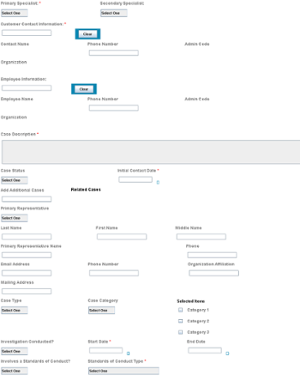 Primary Specialist: * Secondary Specialist:
Select One Select One
Customer Contact Information: *
Clear
Contact Name Phone Number Admin Code
Organization
Employee Information:
Clear
Employee Name Phone Number Admin Code
Organization
Case Description *
Case Status Initial Contact Date *
Select One
Add Additional Cases Related Cases
Primary Representative
Select One
Last Name First Name Middle Name
Primary Representative Name Phone
Email Address Phone Number Organization Affiliation
Mailing Address
Case Type Case Category Selected Items
Select One Select One Category 1
Category 2
Category 3
Investigation Conducted? Start Date * End Date
Select One
Involves a Standards of Conduct? Standards of Conduct Type *
Select One Select One